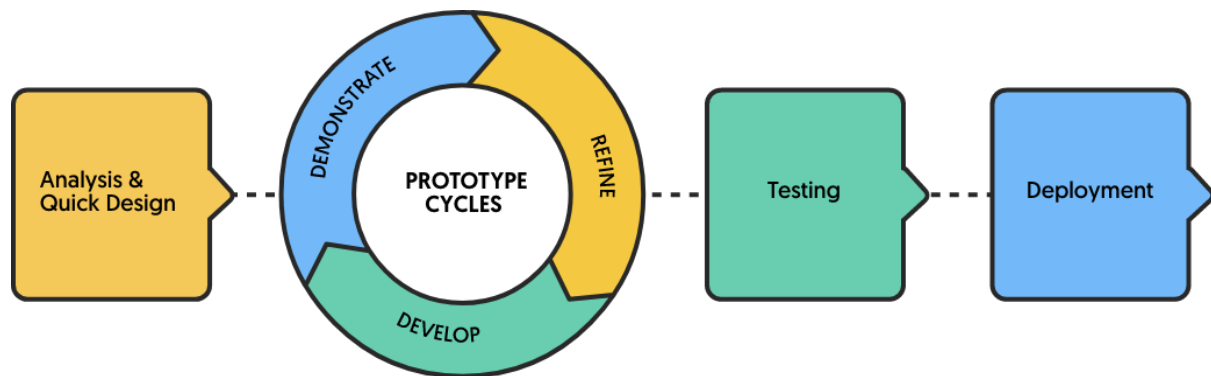 Analysis &
Quick Design
DEMONSTRATE
REFINE
DEVELOP
PROTOTYPE
CYCLES
Testing
Deployment